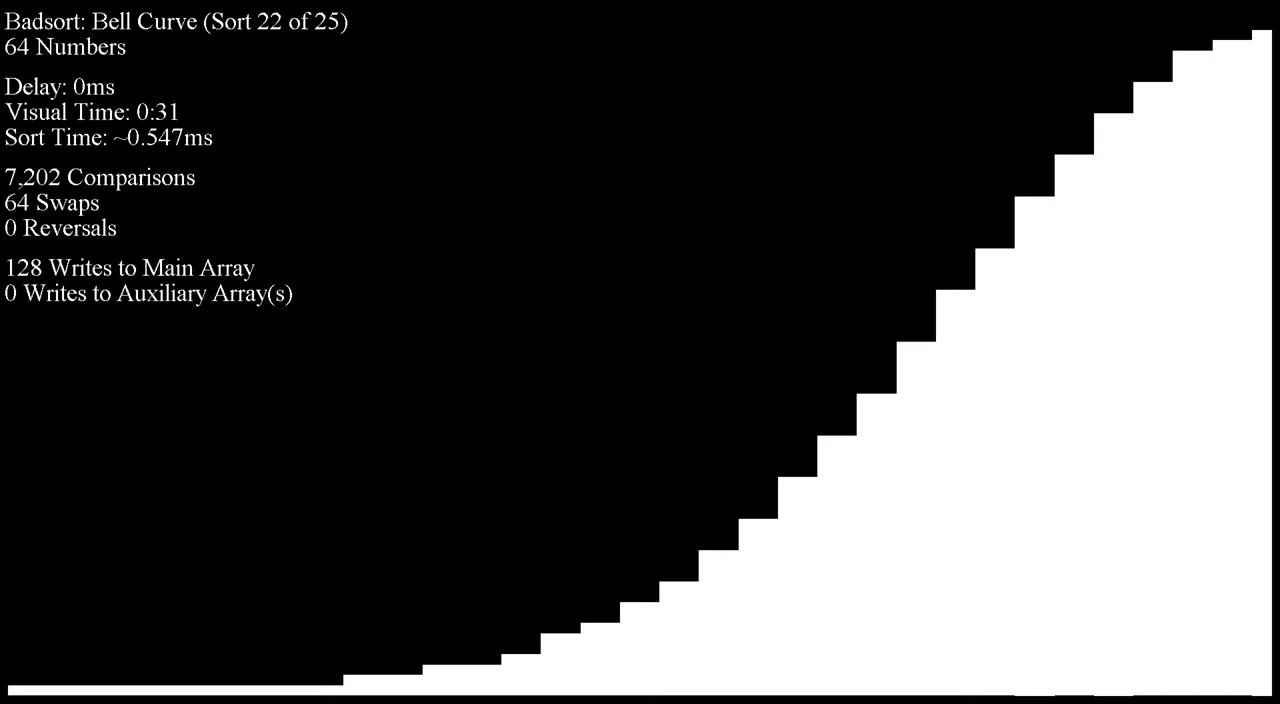 Badsort: Bell Curve (Sort 22 of 25)
64 Numbers
Delay: 0ms
Visual Time: 0:31
Sort Time: ~0.547ms
7,202 Comparisons
64 Swaps
0 Reversals
128 Writes to Main Array
0 Writes to Auxiliary Array(s)